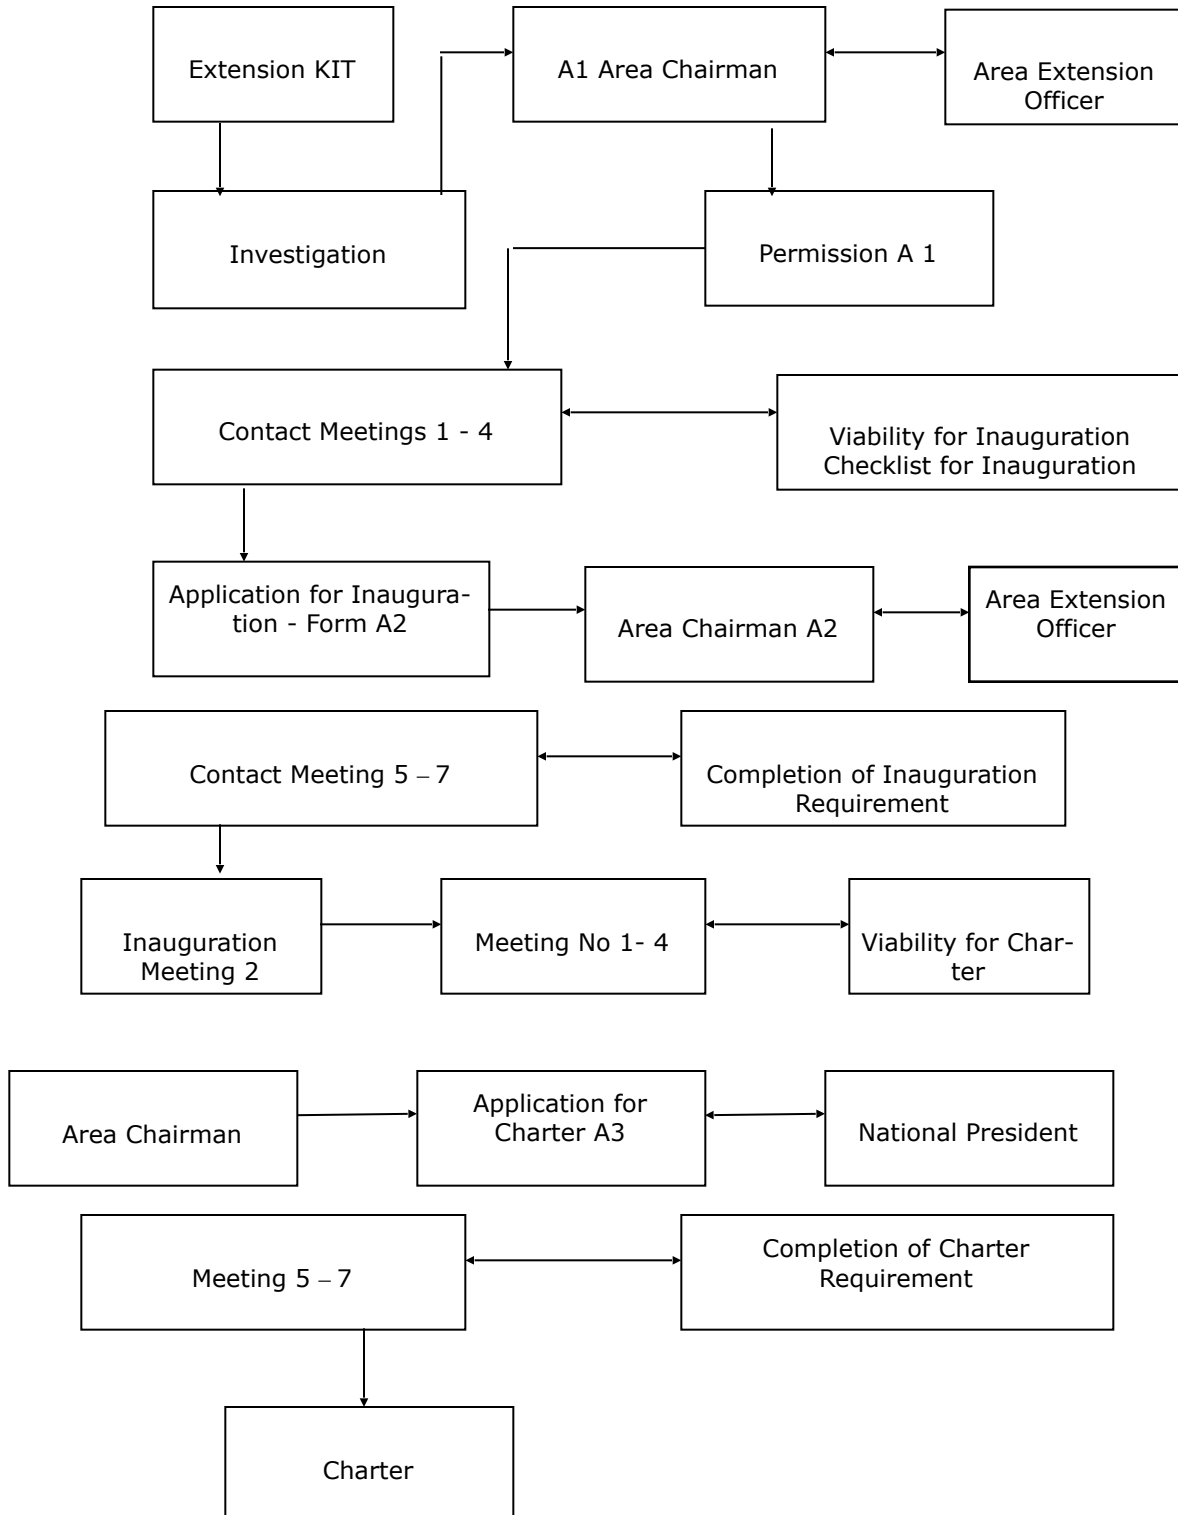 Extension KIT
A1 Area Chairman
Area Extension
Officer
Investigation
Permission A 1
Contact Meetings 1 - 4
Viability for Inauguration
Checklist for Inauguration
Application for Inaugura-
tion - Form A2
Area Chairman A2
Area Extension
Officer
Contact Meeting 5 – 7
Completion of Inauguration
Requirement
Inauguration
Meeting 2
Meeting No 1- 4
Viability for Char-
ter
Area Chairman
Application for
Charter A3
National President
Meeting 5 – 7
Completion of Charter
Requirement
Charter